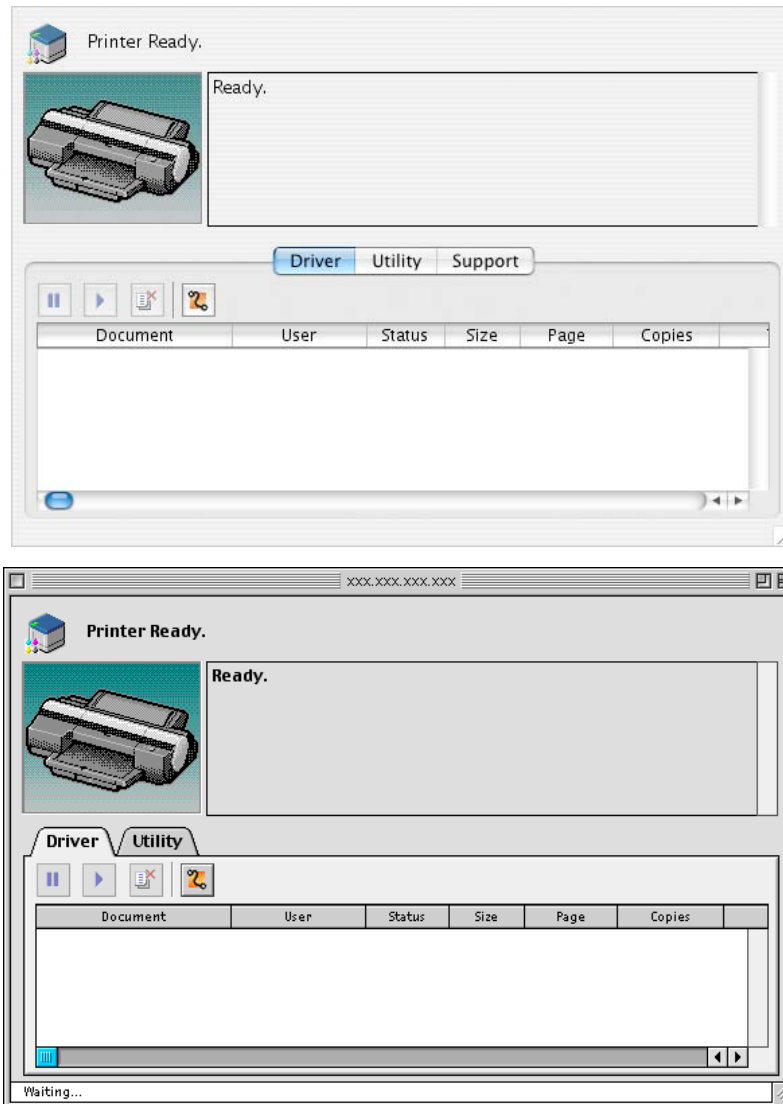 Printer Ready.
Ready.
Driver Utility Support
Document User Status Size Page Copies
xxx.xxx.xxx.xxx
Printer Ready.
Ready.
Driver Utility
Document User Status Size Page Copies
Waiting...